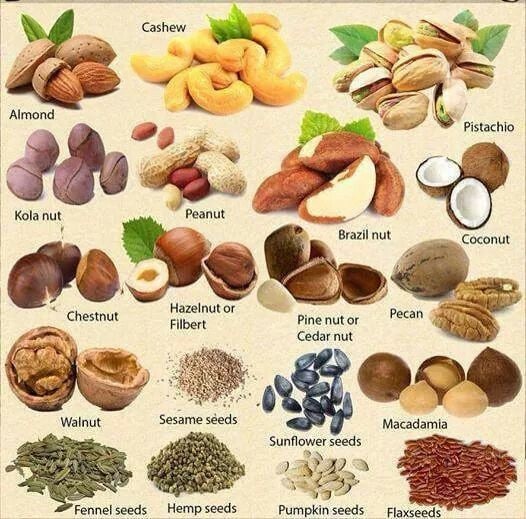 Cashew
Almond
Pistachio
Kola nut
Peanut
Brazil nut
Coconut
Chestnut
Hazelnut or
Filbert
Pine nut or
Cedar nut
Pecan
Walnut
Sesame seeds
Sunflower seeds
Macadamia
Fennel seeds
Hemp seeds
Pumpkin seeds
Flaxseeds